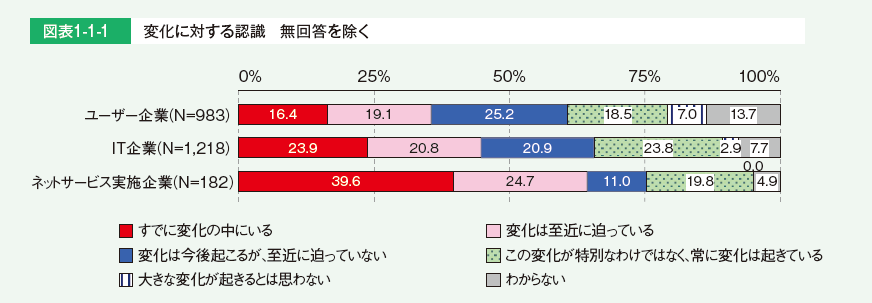 図表1-1-1 変化に対する認識 無回答を除く
0% 25% 50% 75% 100%
ユーザー企業(N=983) 16.4 19.1 25.2 18.5 7.0 13.7
IT企業(N=1,218) 23.9 20.8 20.9 23.8 2.9 7.7
0.0
ネットサービス実施企業(N=182) 39.6 24.7 11.0 19.8 4.9
すでに変化の中にいる 変化は至近に迫っている
変化は今後起こるが、至近に迫っていない この変化が特別なわけではなく、常に変化は起きている
大きな変化が起きるとは思わない わからない